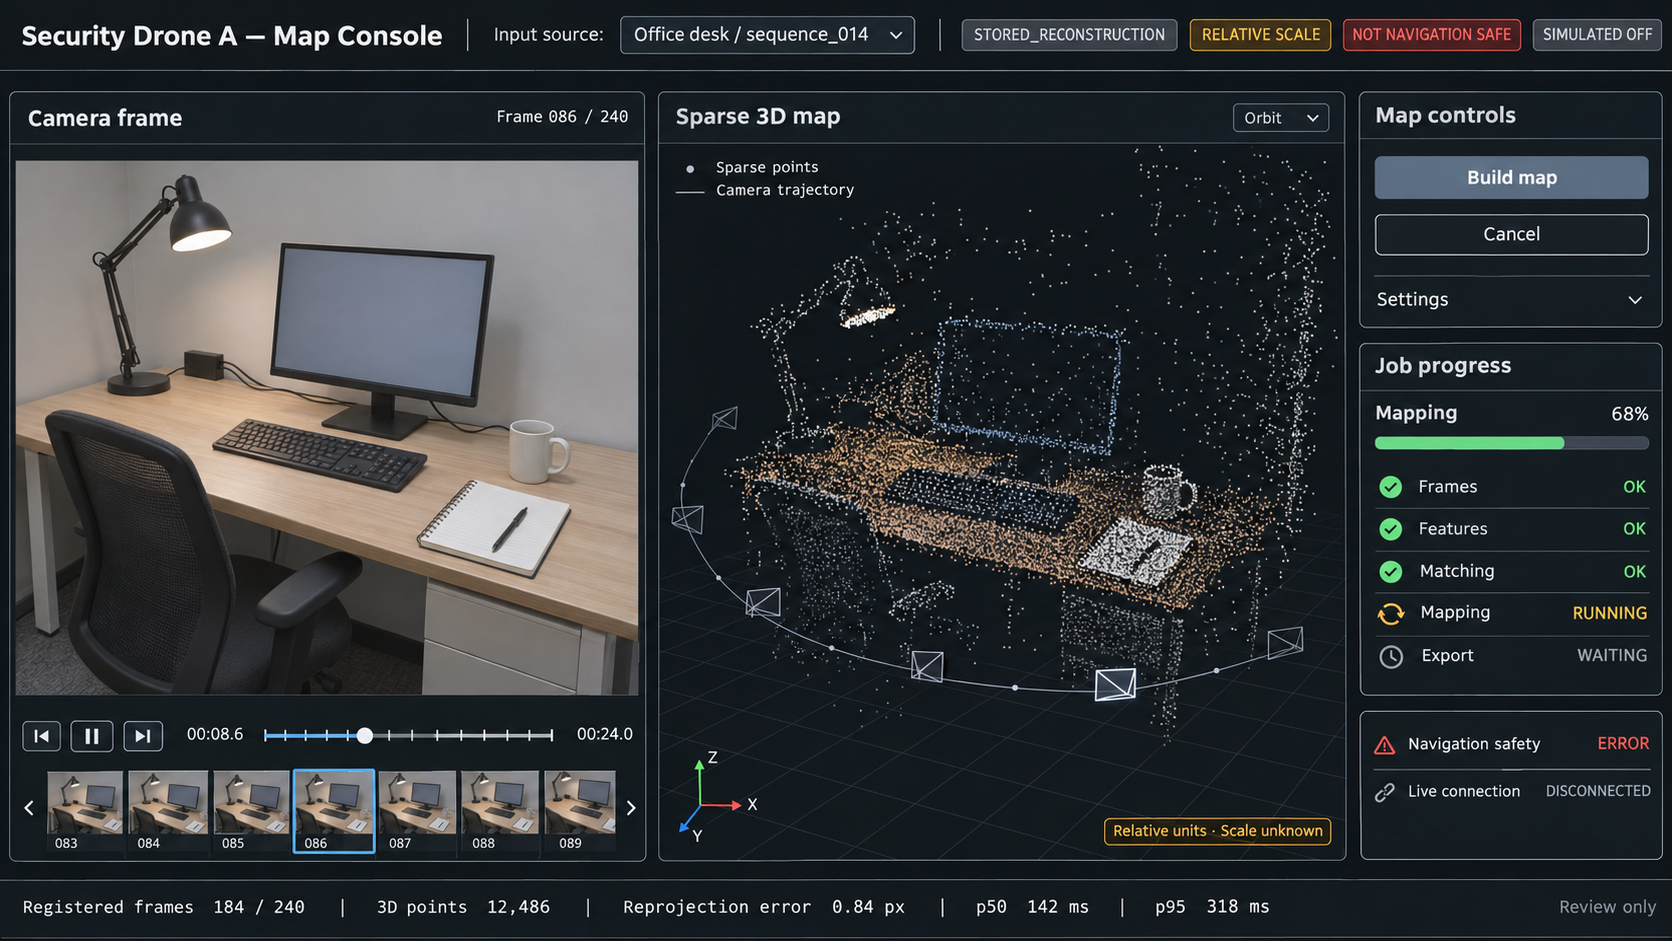 Security Drone A — Map Console
Input source:
Office desk / sequence_014
STORED_RECONSTRUCTION
RELATIVE SCALE
NOT NAVIGATION SAFE
SIMULATED OFF
Camera frame
Frame 086 / 240
00:08.6
00:24.0
083
084
085
086
087
088
089
Sparse 3D map
Orbit
Sparse points
Camera trajectory
Z
X
Y
Relative units · Scale unknown
Map controls
Build map
Cancel
Settings
Job progress
Mapping 68%
Frames OK
Features OK
Matching OK
Mapping RUNNING
Export WAITING
Navigation safety ERROR
Live connection DISCONNECTED
Registered frames 184 / 240 | 3D points 12,486 | Reprojection error 0.84 px | p50 142 ms | p95 318 ms
Review only